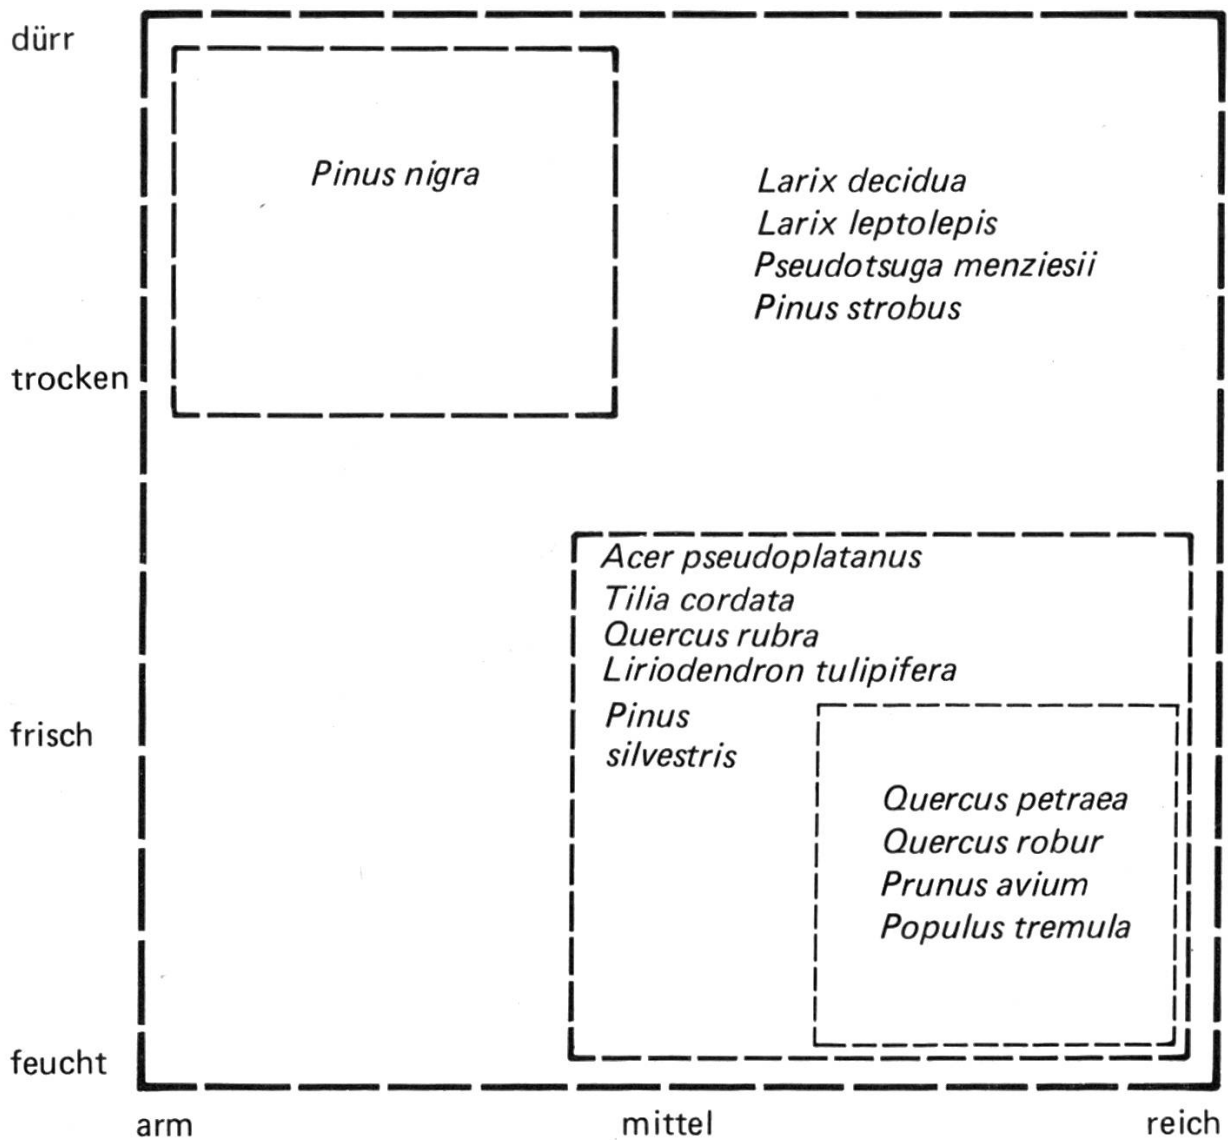 dürr
Pinus nigra
Larix decidua
Larix leptolepis
Pseudotsuga menziesii
Pinus strobus
trocken
Acer pseudoplatanus
Tilia cordata
Quercus rubra
Liriodendron tulipifera
Pinus
silvestris
frisch
Quercus petraea
Quercus robur
Prunus avium
Populus tremula
feucht
arm mittel reich